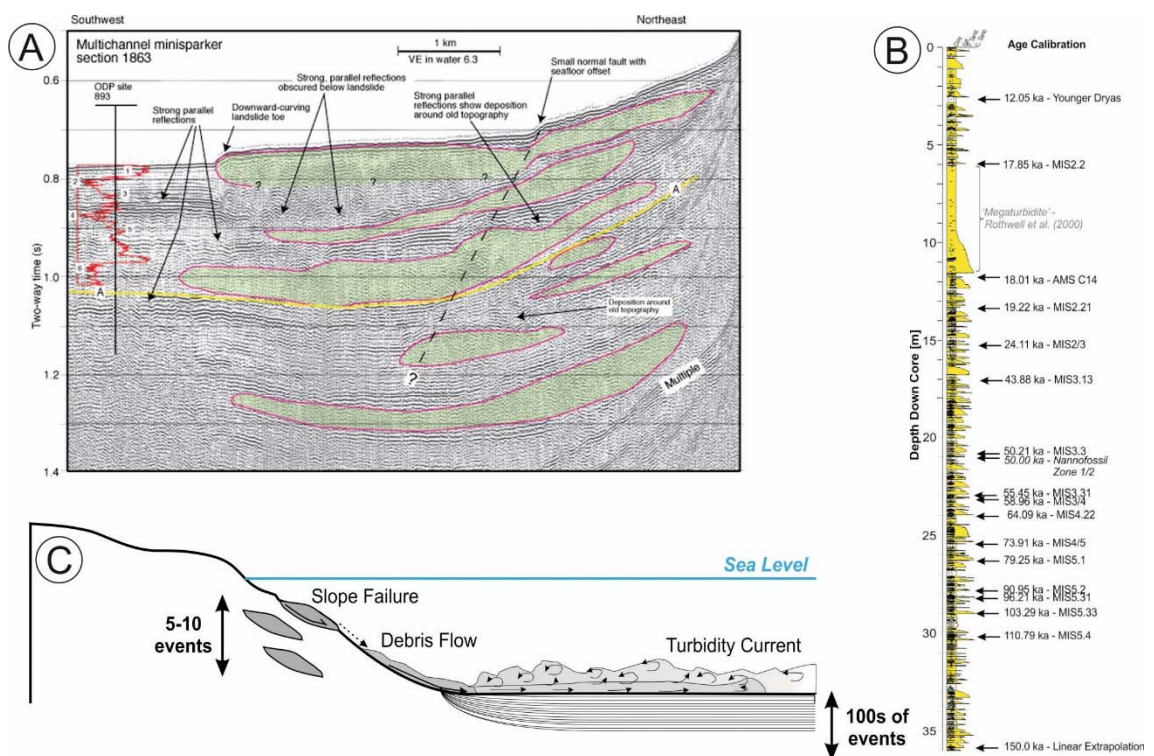 A
Southwest
Northeast
Multichannel minisparker
section 1863
1 km
VE in water 6.3
Small normal fault with
seafloor offset
ODP site
893
Strong parallel
reflections
Downward-curving
landslide toe
Strong, parallel reflections
obscured below landslide
Strong parallel
reflections show deposition
around old topography
Two-way time (s)
0.6
0.8
1.0
1.2
1.4
1
2
3
4
5
6
A
?
?
?
A
Deposition around
old topography
?
Multiple
B
Age Calibration
Depth Down Core [m]
0
5
10
15
20
25
30
35
12.05 ka - Younger Dryas
17.85 ka - MIS2.2
'Megaturbidite' -
Rothwell et al. (2000)
18.01 ka - AMS C14
19.22 ka - MIS2.21
24.11 ka - MIS2/3
43.88 ka - MIS3.13
50.21 ka - MIS3.3
50.00 ka - Nannofossil
Zone 1/2
55.45 ka - MIS3.31
58.96 ka - MIS3/4
64.09 ka - MIS4.22
73.91 ka - MIS4/5
79.25 ka - MIS5.1
90.95 ka - MIS5.2
96.21 ka - MIS5.31
103.29 ka - MIS5.33
110.79 ka - MIS5.4
150.0 ka - Linear Extrapolation
C
Sea Level
Slope Failure
5-10
events
Debris Flow
Turbidity Current
100s of
events